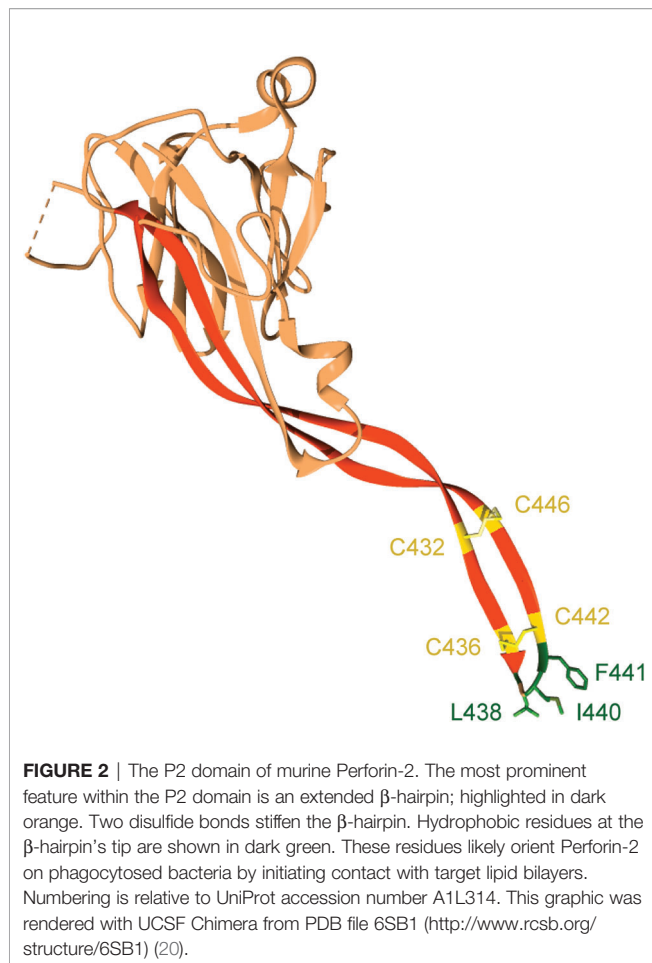 C446
C432
C442
C436
F441
L438
I440
FIGURE 2 | The P2 domain of murine Perforin-2. The most prominent
feature within the P2 domain is an extended β-hairpin; highlighted in dark
orange. Two disulfide bonds stiffen the β-hairpin. Hydrophobic residues at the
β-hairpin's tip are shown in dark green. These residues likely orient Perforin-2
on phagocytosed bacteria by initiating contact with target lipid bilayers.
Numbering is relative to UniProt accession number A1L314. This graphic was
rendered with UCSF Chimera from PDB file 6SB1 (http://www.rcsb.org/
structure/6SB1) (20).